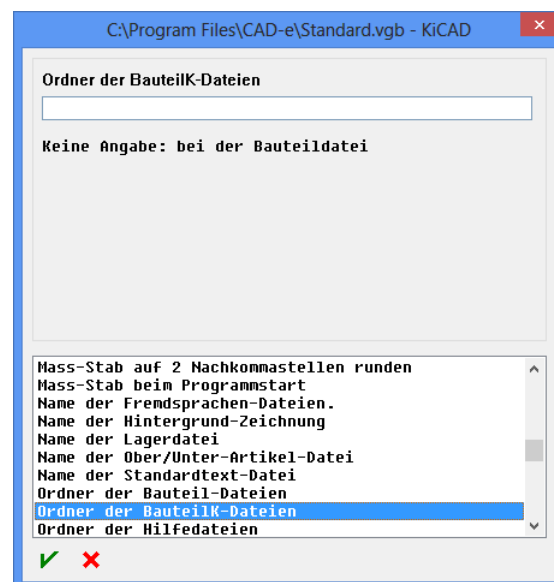 C:\Program Files\CAD-e\Standard.vgb - KiCAD
Ordner der BauteilK-Dateien
Keine Angabe: bei der Bauteildatei
Mass-Stab auf 2 Nachkommastellen runden
Mass-Stab beim Programmstart
Name der Fremdsprachen-Dateien.
Name der Hintergrund-Zeichnung
Name der Lagerdatei
Name der Ober/Unter-Artikel-Datei
Name der Standardtext-Datei
Ordner der Bauteil-Dateien
Ordner der BauteilK-Dateien
Ordner der Hilfedateien